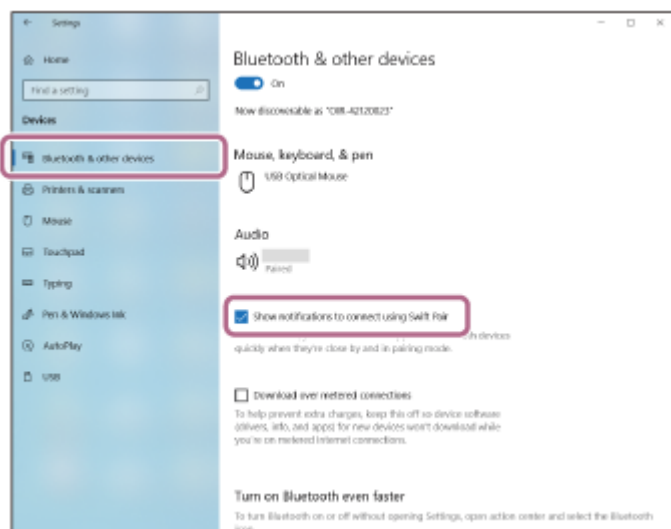 Settings
Home
Find a setting
Devices
Bluetooth & other devices
Printers & scanners
Mouse
Touchpad
Typing
Pen & Windows Ink
AutoPlay
USB
Bluetooth & other devices
On
Now discoverable as
Mouse, keyboard, & pen
USB Optical Mouse
Audio
Paired
Show notifications to connect using Swift Pair
devices
quickly when they're close by and in pairing mode.
Download over metered connections
To help prevent extra charges, keep this off so device software
(drivers, info, and apps) for new devices won't download while
you're on metered Internet connections.
Turn on Bluetooth even faster
To turn Bluetooth on or off without opening Settings, open action center and select the Bluetooth
icon.